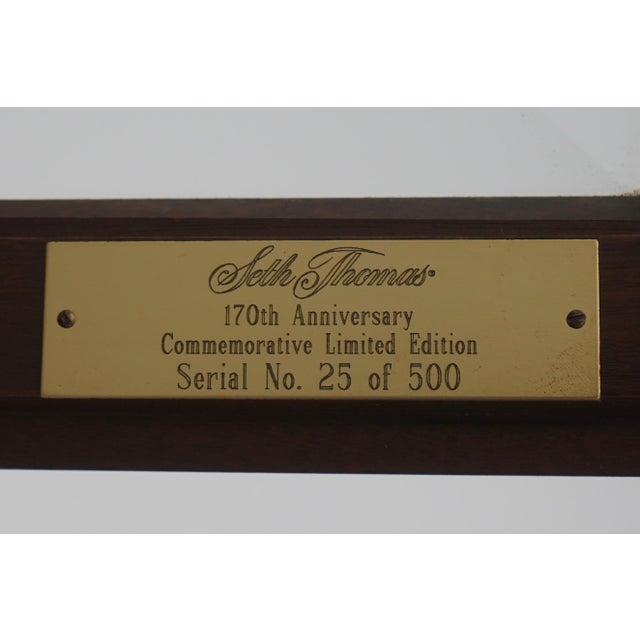 Seth Thomas®
170th Anniversary
Commemorative Limited Edition
Serial No. 25 of 500